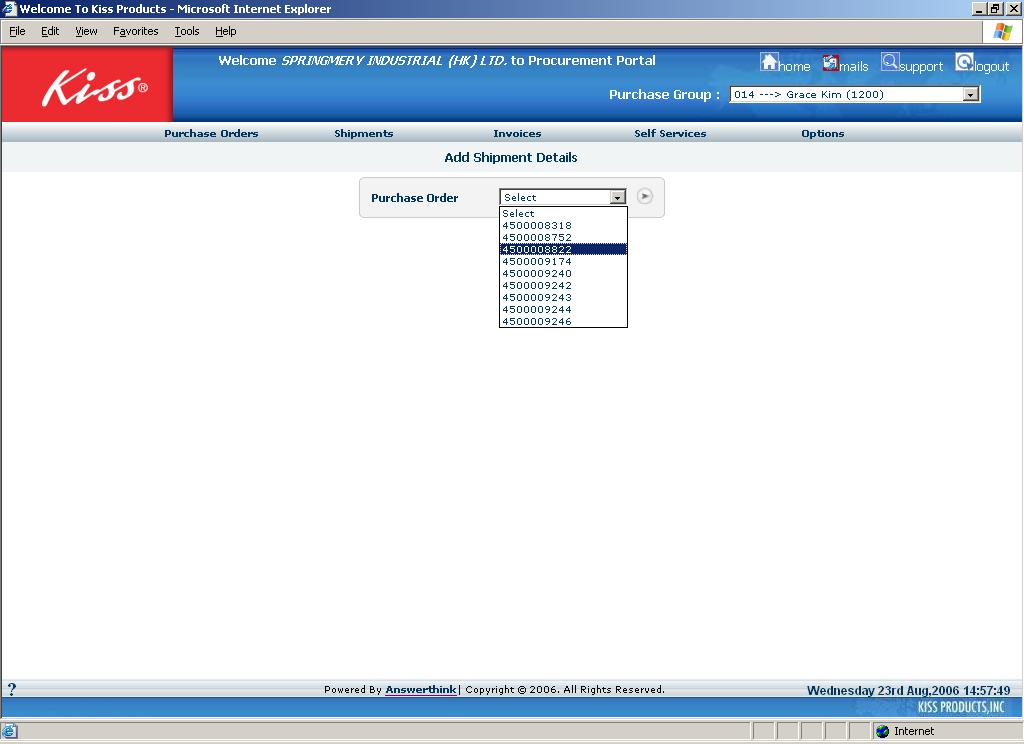 Welcome To Kiss Products - Microsoft Internet Explorer
File Edit View Favorites Tools Help
Kiss®
Welcome SPRINGMERY INDUSTRIAL (HK) LTD. to Procurement Portal
home mails support logout
Purchase Group : 014 ---> Grace Kim (1200)
Purchase Orders Shipments Invoices Self Services Options
Add Shipment Details
Purchase Order Select
Select
4500008318
4500008752
4500008822
4500009174
4500009240
4500009242
4500009243
4500009244
4500009246
? Powered By Answerthink| Copyright © 2006. All Rights Reserved. Wednesday 23rd Aug,2006 14:57:49
KISS PRODUCTS,INC
Internet